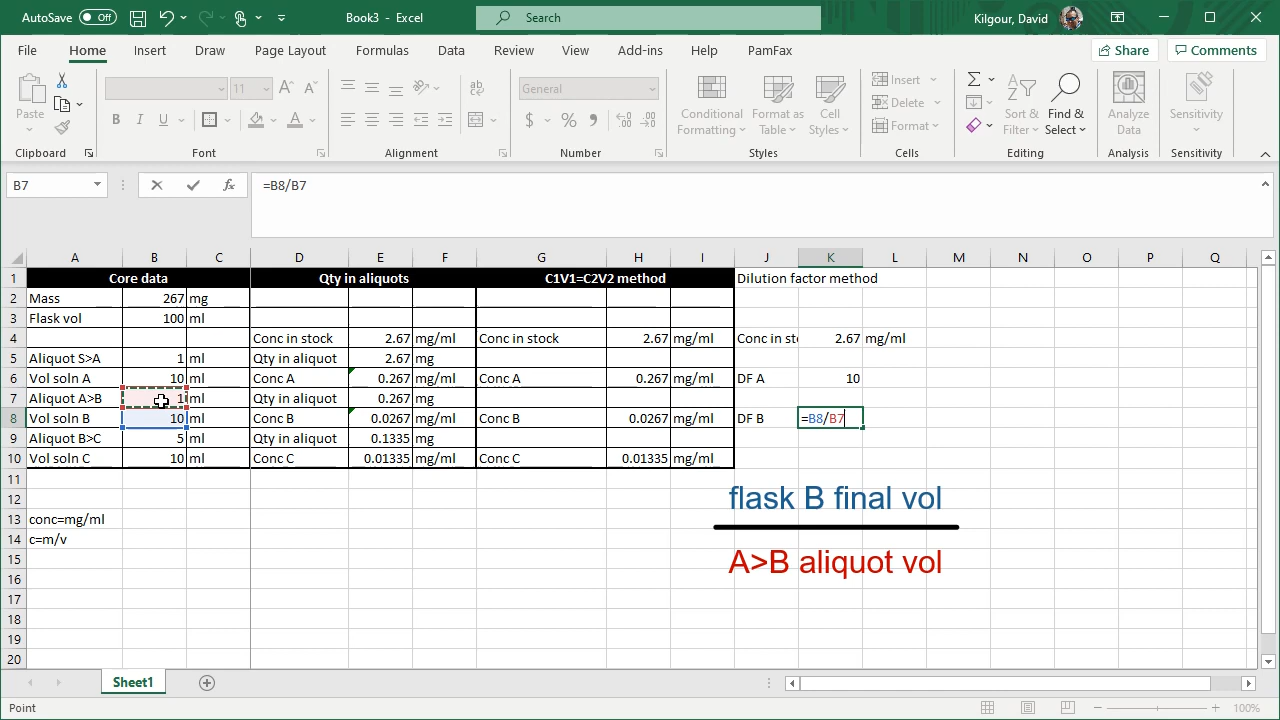 AutoSave Off Book3 - Excel Search Kilgour, David
File Home Insert Draw Page Layout Formulas Data Review View Add-ins Help PamFax Share Comments
Paste 11 General Conditional Formatting Format as Table Cell Styles Insert Delete Format Sort & Filter Find & Select Analyze Data Sensitivity
Clipboard Font Alignment Number Styles Cells Editing Analysis Sensitivity
B7 fx =B8/B7
A B C D E F G H I J K L M N O P Q
1 Core data Qty in aliquots C1V1=C2V2 method Dilution factor method
2 Mass 267 mg
3 Flask vol 100 ml
4 Conc in stock 2.67 mg/ml Conc in stock 2.67 mg/ml Conc in st 2.67 mg/ml
5 Aliquot S>A 1 ml Qty in aliquot 2.67 mg
6 Vol soln A 10 ml Conc A 0.267 mg/ml Conc A 0.267 mg/ml DF A 10
7 Aliquot A>B 1 ml Qty in aliquot 0.267 mg
8 Vol soln B 10 ml Conc B 0.0267 mg/ml Conc B 0.0267 mg/ml DF B =B8/B7
9 Aliquot B>C 5 ml Qty in aliquot 0.1335 mg
10 Vol soln C 10 ml Conc C 0.01335 mg/ml Conc C 0.01335 mg/ml
11
12 flask B final vol
13 conc=mg/ml
14 c=m/v
15 A>B aliquot vol
16
17
18
19
20
Sheet1
Point 100%